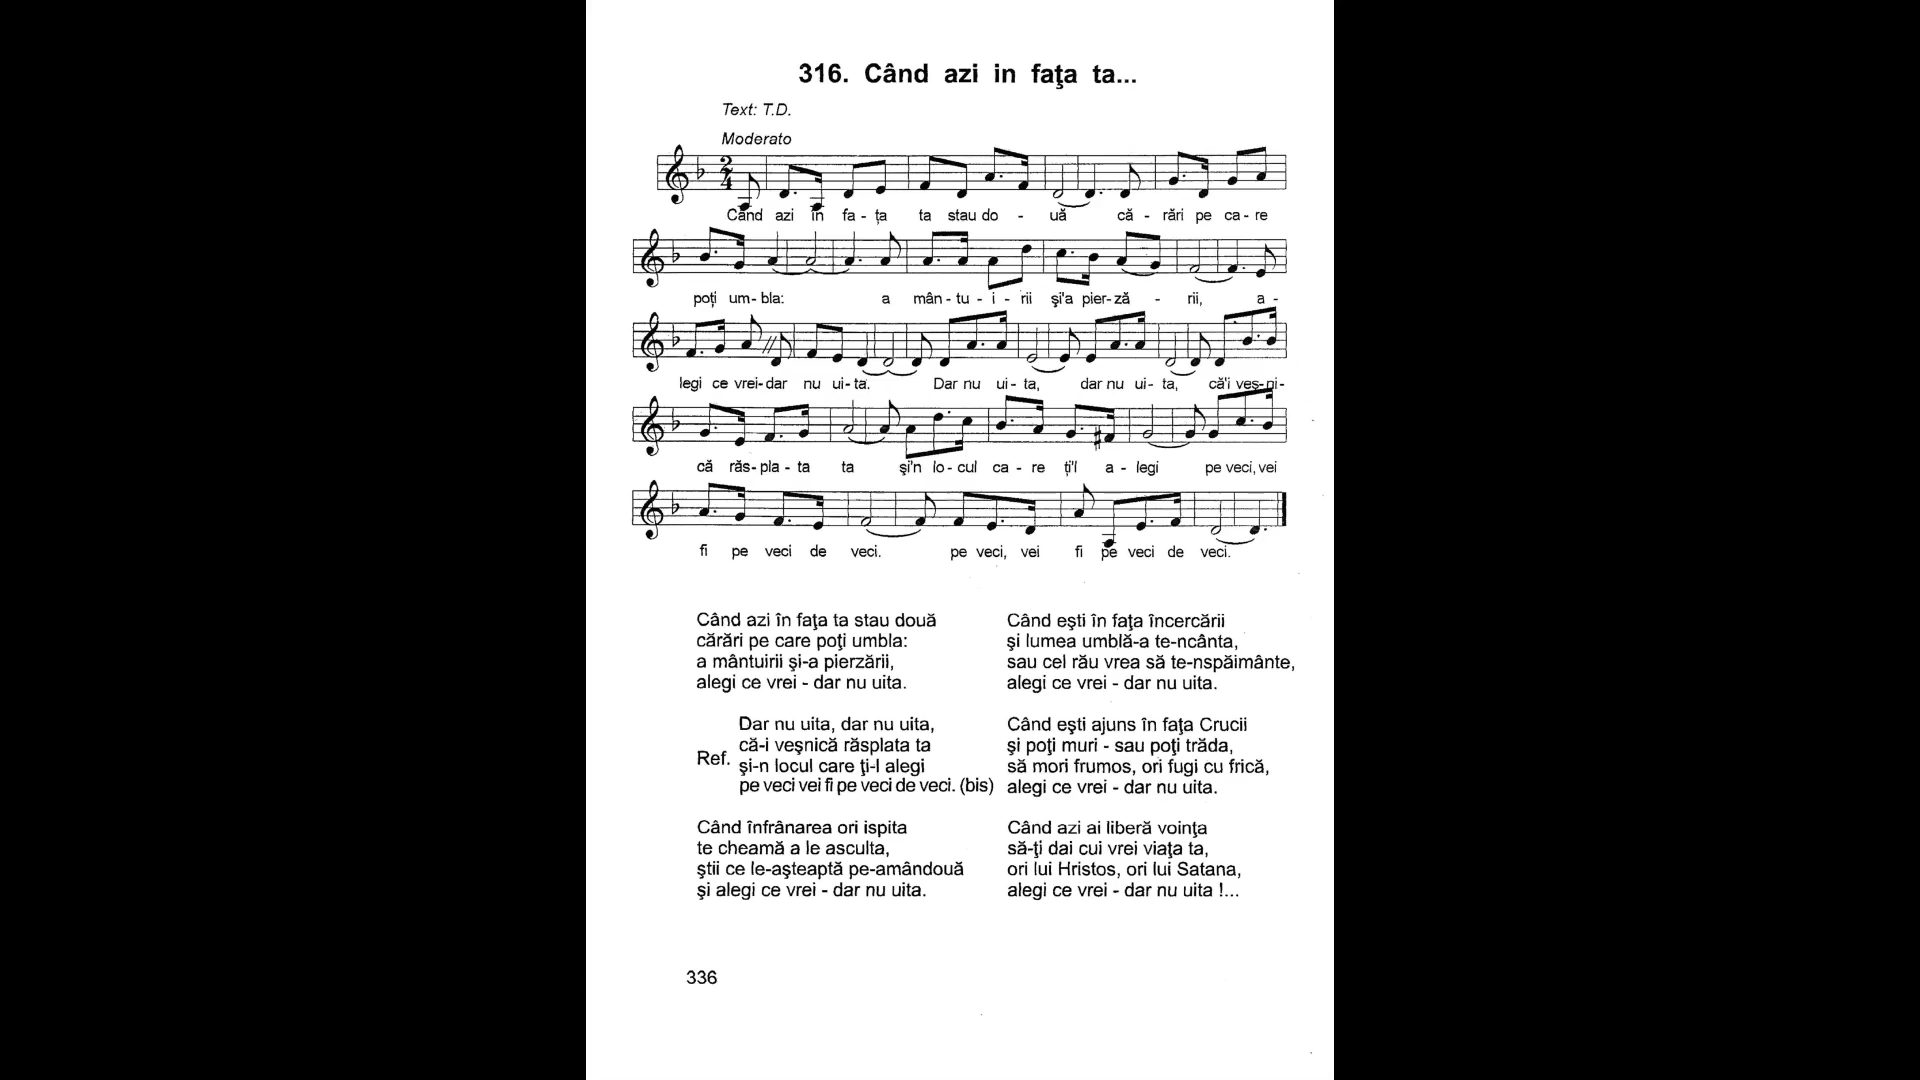 316. Când azi in faţa ta...
Text: T.D.
Moderato
Când azi în fa - ţa ta stau do - uă că - rări pe ca - re
poţi um - bla: a mân - tu - i - rii şi'a pier - ză - rii, a -
legi ce vrei - dar nu ui - ta. Dar nu ui - ta, dar nu ui - ta, că'i veş - ni -
că răs - pla - ta ta şi'n lo - cul ca - re ţi'l a - legi pe veci, vei
fi pe veci de veci. pe veci, vei fi pe veci de veci.
Când azi în faţa ta stau două
cărări pe care poţi umbla:
a mântuirii şi-a pierzării,
alegi ce vrei - dar nu uita.
Ref.
Dar nu uita, dar nu uita,
că-i veşnică răsplata ta
şi-n locul care ţi-l alegi
pe veci vei fi pe veci de veci. (bis)
Când înfrânarea ori ispita
te cheamă a le asculta,
ştii ce le-aşteaptă pe-amândouă
şi alegi ce vrei - dar nu uita.
Când eşti în faţa încercării
şi lumea umblă-a te-ncânta,
sau cel rău vrea să te-nspăimânte,
alegi ce vrei - dar nu uita.
Când eşti ajuns în faţa Crucii
şi poţi muri - sau poţi trăda,
să mori frumos, ori fugi cu frică,
alegi ce vrei - dar nu uita.
Când azi ai liberă voinţa
să-ţi dai cui vrei viaţa ta,
ori lui Hristos, ori lui Satana,
alegi ce vrei - dar nu uita !...
336